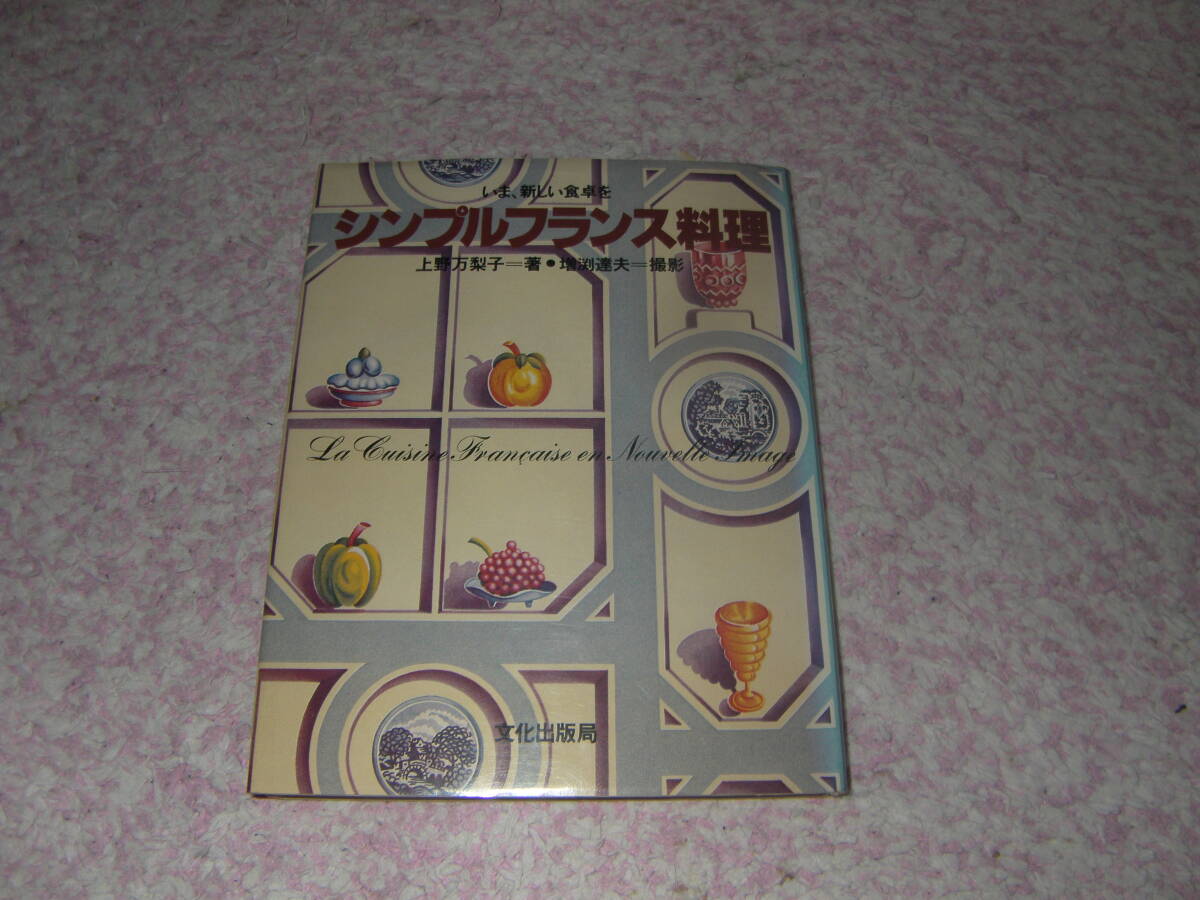 いま、新しい食卓を
シンプルフランス料理
上野万梨子=著●増渕達夫=撮影
La Cuisine Française en Nouvelle Image
文化出版局